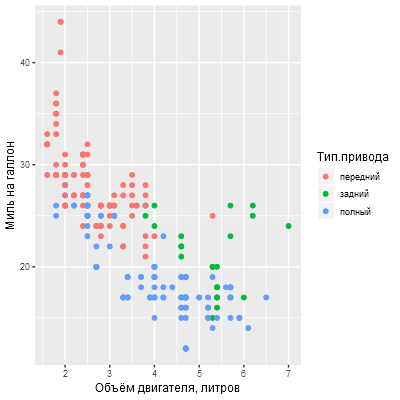 Миль на галлон
40
30
20
2
3
4
5
6
7
Объём двигателя, литров
Тип.привода
передний
задний
полный